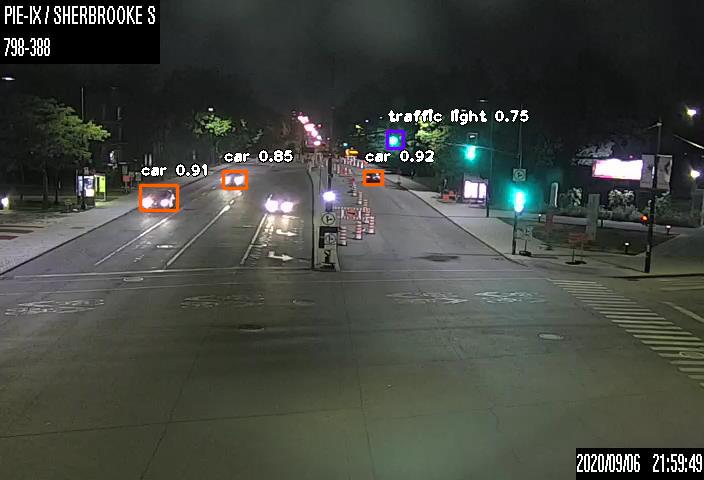 PIE-IX / SHERBROOKE S
798-388
traffic light 0.75
car 0.91
car 0.85
car 0.92
2020/09/06 21:59:49